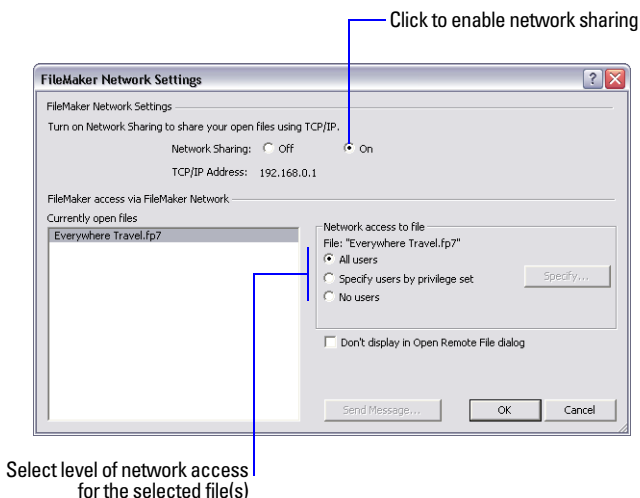 Click to enable network sharing
FileMaker Network Settings
FileMaker Network Settings
Turn on Network Sharing to share your open files using TCP/IP.
Network Sharing: Off On
TCP/IP Address: 192.168.0.1
FileMaker access via FileMaker Network
Currently open files
Everywhere Travel.fp7
Network access to file
File: "Everywhere Travel.fp7"
All users
Specify users by privilege set
Specify...
No users
Don't display in Open Remote File dialog
Send Message...
OK
Cancel
Select level of network access
for the selected file(s)